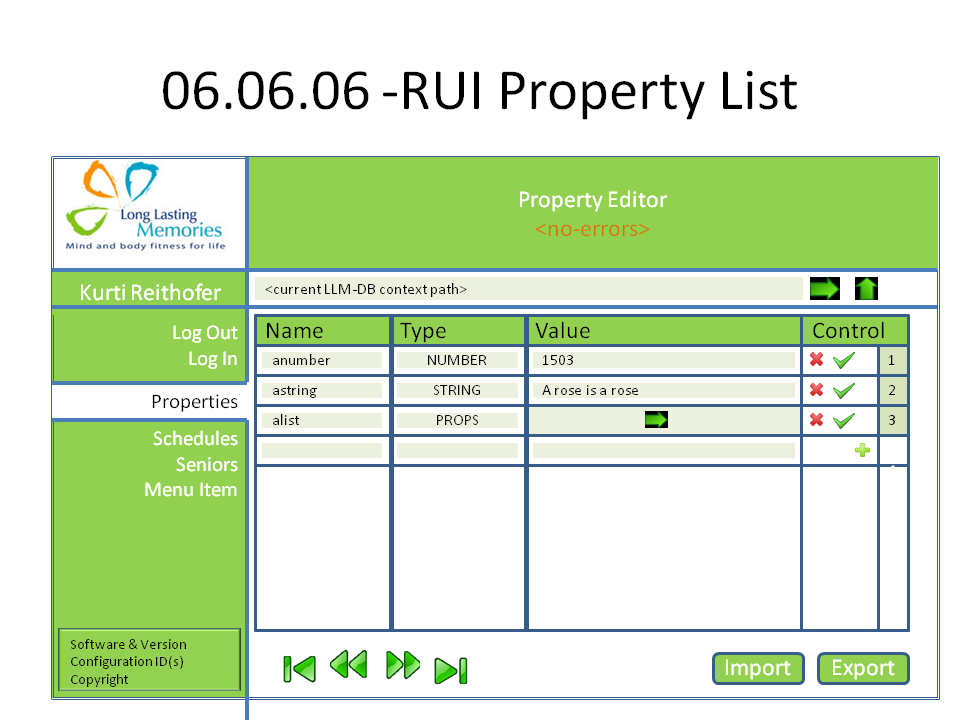 06.06.06 -RUI Property List
Long Lasting
Memories
Mind and body fitness for life
Property Editor
<no-errors>
Kurti Reithofer
<current LLM-DB context path>
Log Out
Log In
Properties
Schedules
Seniors
Menu Item
Name Type Value Control
anumber NUMBER 1503 1
astring STRING A rose is a rose 2
alist PROPS 3
Software & Version
Configuration ID(s)
Copyright
Import Export